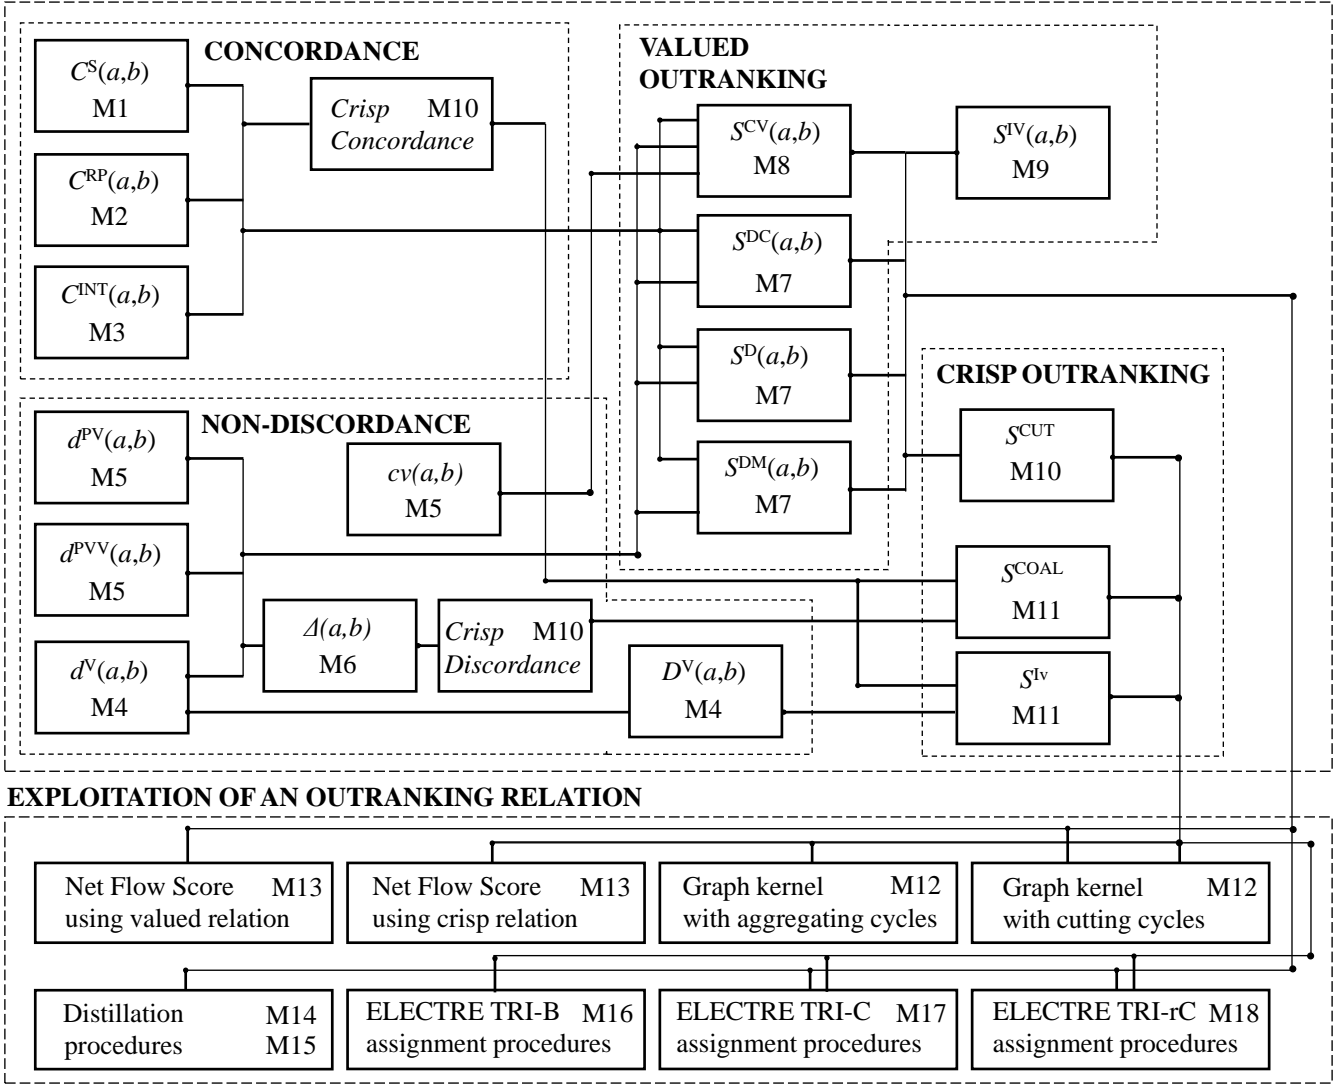 CONCORDANCE
C^S(a,b)
M1
Crisp M10
Concordance
C^RP(a,b)
M2
C^INT(a,b)
M3
VALUED
OUTRANKING
S^CV(a,b)
M8
S^IV(a,b)
M9
S^DC(a,b)
M7
S^D(a,b)
M7
S^DM(a,b)
M7
NON-DISCORDANCE
d^PV(a,b)
M5
cv(a,b)
M5
d^PVV(a,b)
M5
Δ(a,b)
M6
Crisp M10
Discordance
d^V(a,b)
M4
D^V(a,b)
M4
CRISP OUTRANKING
S^CUT
M10
S^COAL
M11
S^Iv
M11
EXPLOITATION OF AN OUTRANKING RELATION
Net Flow Score M13
using valued relation
Net Flow Score M13
using crisp relation
Graph kernel M12
with aggregating cycles
Graph kernel M12
with cutting cycles
Distillation M14
procedures M15
ELECTRE TRI-B M16
assignment procedures
ELECTRE TRI-C M17
assignment procedures
ELECTRE TRI-rC M18
assignment procedures